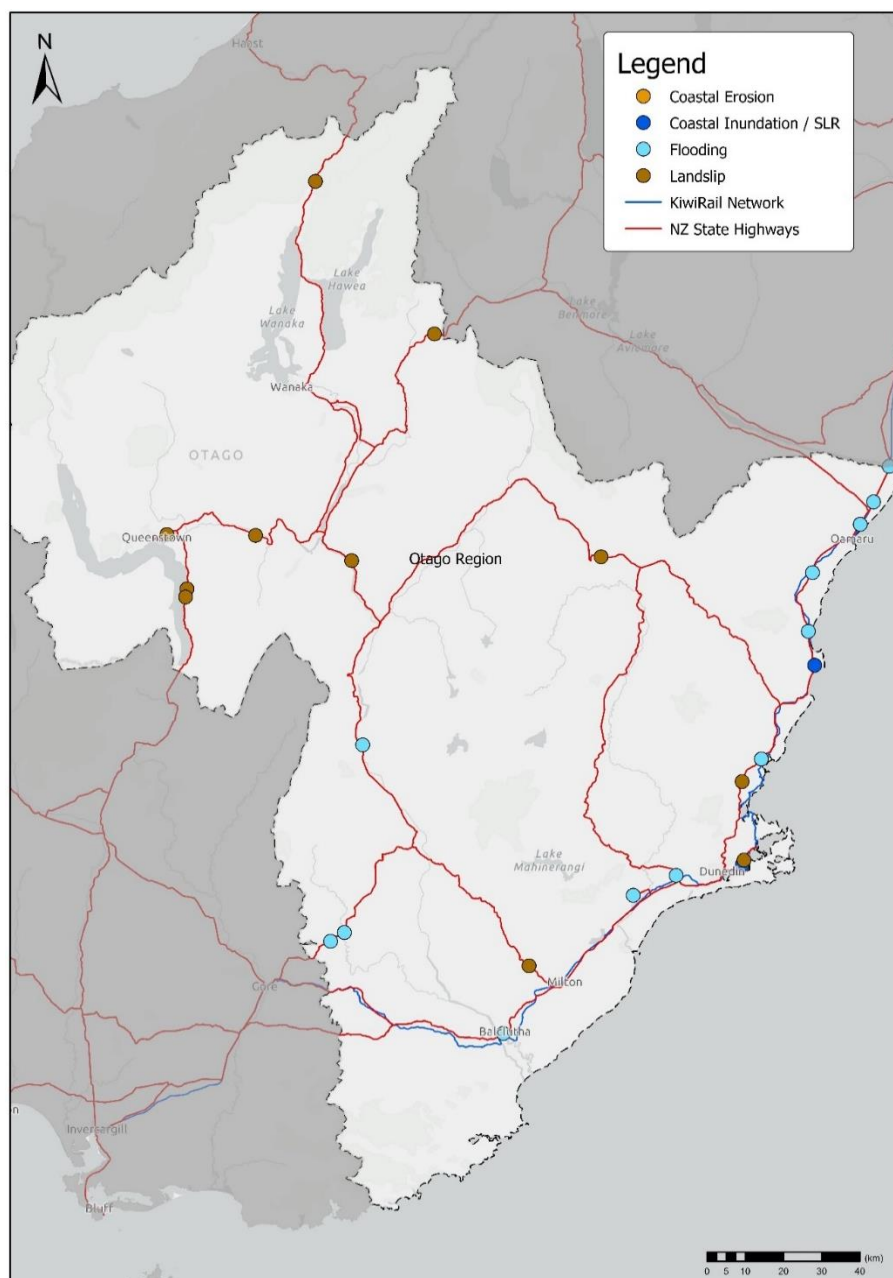 N
Legend
Coastal Erosion
Coastal Inundation / SLR
Flooding
Landslip
KiwiRail Network
NZ State Highways
Haast
Lake
Hawea
Lake
Wanaka
Wanaka
Lake
Benmore
Lake
Aviemore
OTAGO
Queenstown
Otago Region
Oamaru
Lake
Mahinerangi
Dunedin
Gore
Milton
Balclutha
Invercargill
Bluff
0 5 10 20 30 40 (km)